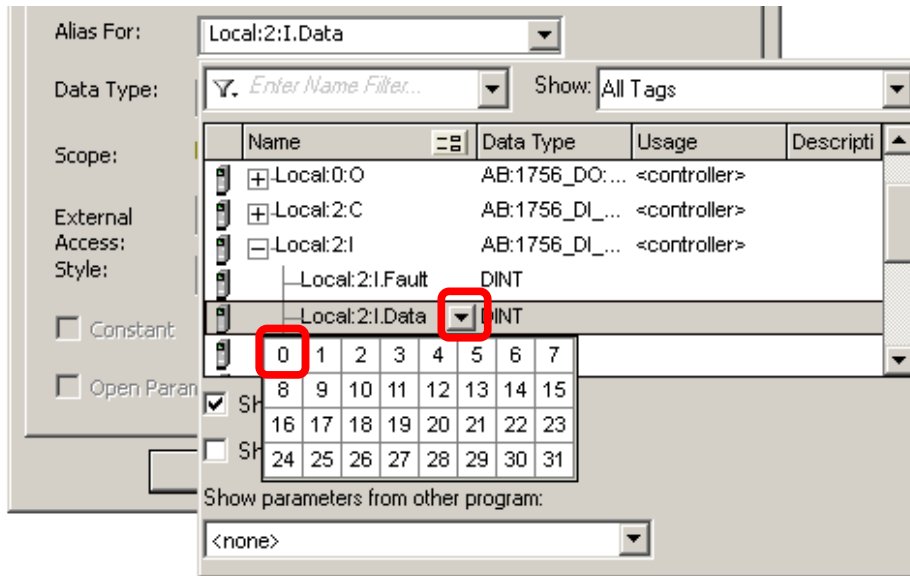 Alias For: Local:2:I.Data
Data Type: Enter Name Filter... Show: All Tags
Name Data Type Usage Descripti
Scope:
Local:0:O AB:1756_DO:... <controller>
External Local:2:C AB:1756_DI_... <controller>
Access: Local:2:I AB:1756_DI_... <controller>
Style: Local:2:I.Fault DINT
Constant Local:2:I.Data DINT
0 1 2 3 4 5 6 7
Open Param 8 9 10 11 12 13 14 15
Sh 16 17 18 19 20 21 22 23
Sh 24 25 26 27 28 29 30 31
Show parameters from other program:
<none>